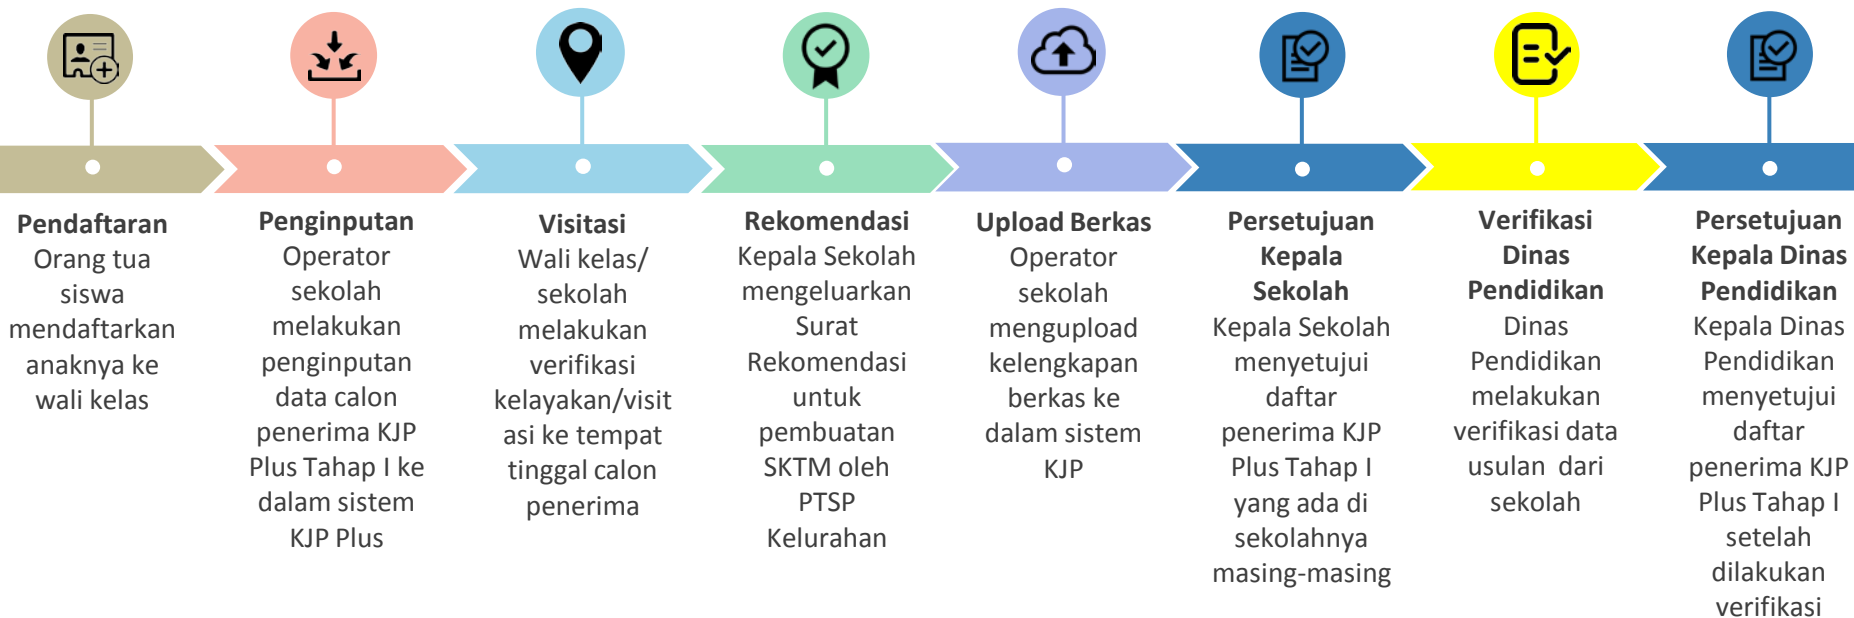 Pendaftaran
Orang tua
siswa
mendaftarkan
anaknya ke
wali kelas
Penginputan
Operator
sekolah
melakukan
penginputan
data calon
penerima KJP
Plus Tahap I ke
dalam sistem
KJP Plus
Visitasi
Wali kelas/
sekolah
melakukan
verifikasi
kelayakan/visit
asi ke tempat
tinggal calon
penerima
Rekomendasi
Kepala Sekolah
mengeluarkan
Surat
Rekomendasi
untuk
pembuatan
SKTM oleh
PTSP
Kelurahan
Upload Berkas
Operator
sekolah
mengupload
kelengkapan
berkas ke
dalam sistem
KJP
Persetujuan
Kepala
Sekolah
Kepala Sekolah
menyetujui
daftar
penerima KJP
Plus Tahap I
yang ada di
sekolahnya
masing-masing
Verifikasi
Dinas
Pendidikan
Dinas
Pendidikan
melakukan
verifikasi data
usulan dari
sekolah
Persetujuan
Kepala Dinas
Pendidikan
Kepala Dinas
Pendidikan
menyetujui
daftar
penerima KJP
Plus Tahap I
setelah
dilakukan
verifikasi